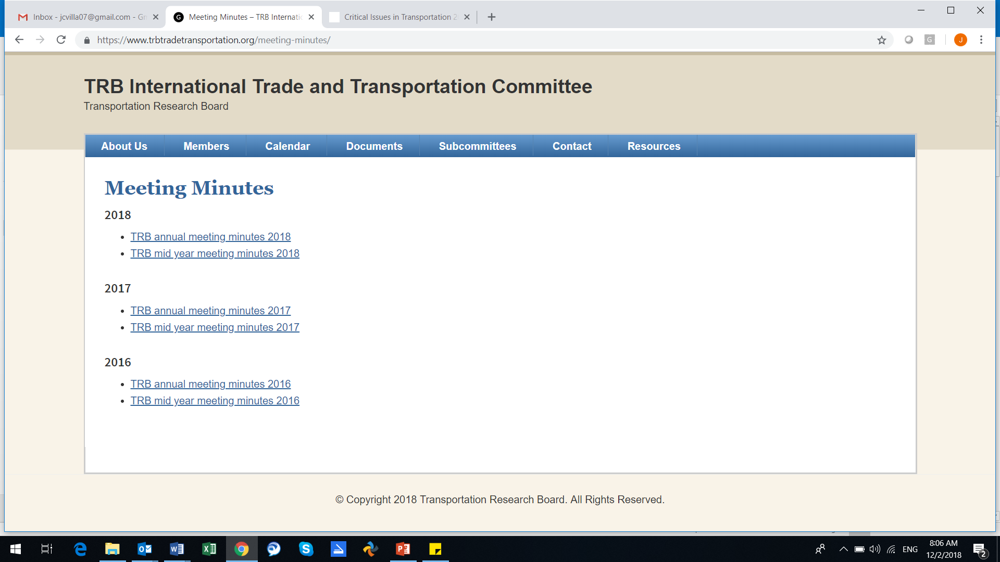 Inbox - jcvilla07@gmail.com - Gm
Meeting Minutes – TRB Internatio
Critical Issues in Transportation 2
https://www.trbtradetransportation.org/meeting-minutes/
G
J
TRB International Trade and Transportation Committee
Transportation Research Board
About Us
Members
Calendar
Documents
Subcommittees
Contact
Resources
Meeting Minutes
2018
TRB annual meeting minutes 2018
TRB mid year meeting minutes 2018
2017
TRB annual meeting minutes 2017
TRB mid year meeting minutes 2017
2016
TRB annual meeting minutes 2016
TRB mid year meeting minutes 2016
© Copyright 2018 Transportation Research Board. All Rights Reserved.
ENG
8:06 AM
12/2/2018
2